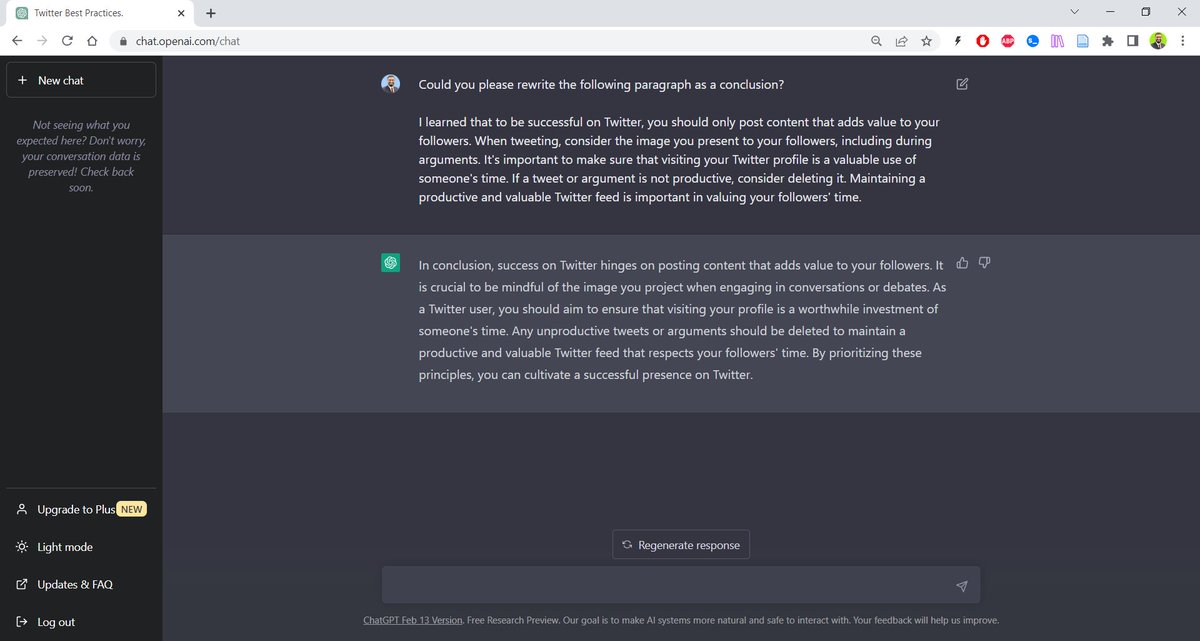 Twitter Best Practices.
chat.openai.com/chat
ABP
New chat
Not seeing what you
expected here? Don't worry,
your conversation data is
preserved! Check back
soon.
Could you please rewrite the following paragraph as a conclusion?
I learned that to be successful on Twitter, you should only post content that adds value to your
followers. When tweeting, consider the image you present to your followers, including during
arguments. It's important to make sure that visiting your Twitter profile is a valuable use of
someone's time. If a tweet or argument is not productive, consider deleting it. Maintaining a
productive and valuable Twitter feed is important in valuing your followers' time.
In conclusion, success on Twitter hinges on posting content that adds value to your followers. It
is crucial to be mindful of the image you project when engaging in conversations or debates. As
a Twitter user, you should aim to ensure that visiting your profile is a worthwhile investment of
someone's time. Any unproductive tweets or arguments should be deleted to maintain a
productive and valuable Twitter feed that respects your followers' time. By prioritizing these
principles, you can cultivate a successful presence on Twitter.
Upgrade to Plus NEW
Light mode
Updates & FAQ
Log out
Regenerate response
ChatGPT Feb 13 Version. Free Research Preview. Our goal is to make AI systems more natural and safe to interact with. Your feedback will help us improve.